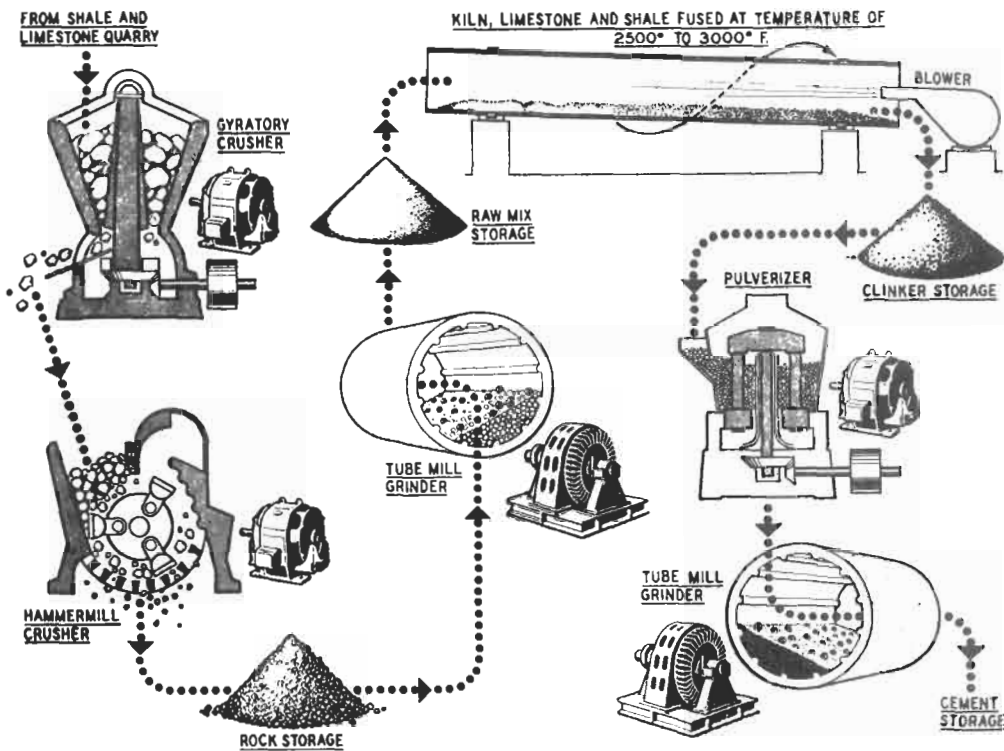 FROM SHALE AND
LIMESTONE QUARRY
GYRATORY
CRUSHER
HAMMERMILL
CRUSHER
ROCK STORAGE
TUBE MILL
GRINDER
RAW MIX
STORAGE
KILN, LIMESTONE AND SHALE FUSED AT TEMPERATURE OF
2500° TO 3000° F.
BLOWER
CLINKER STORAGE
PULVERIZER
TUBE MILL
GRINDER
CEMENT
STORAGE